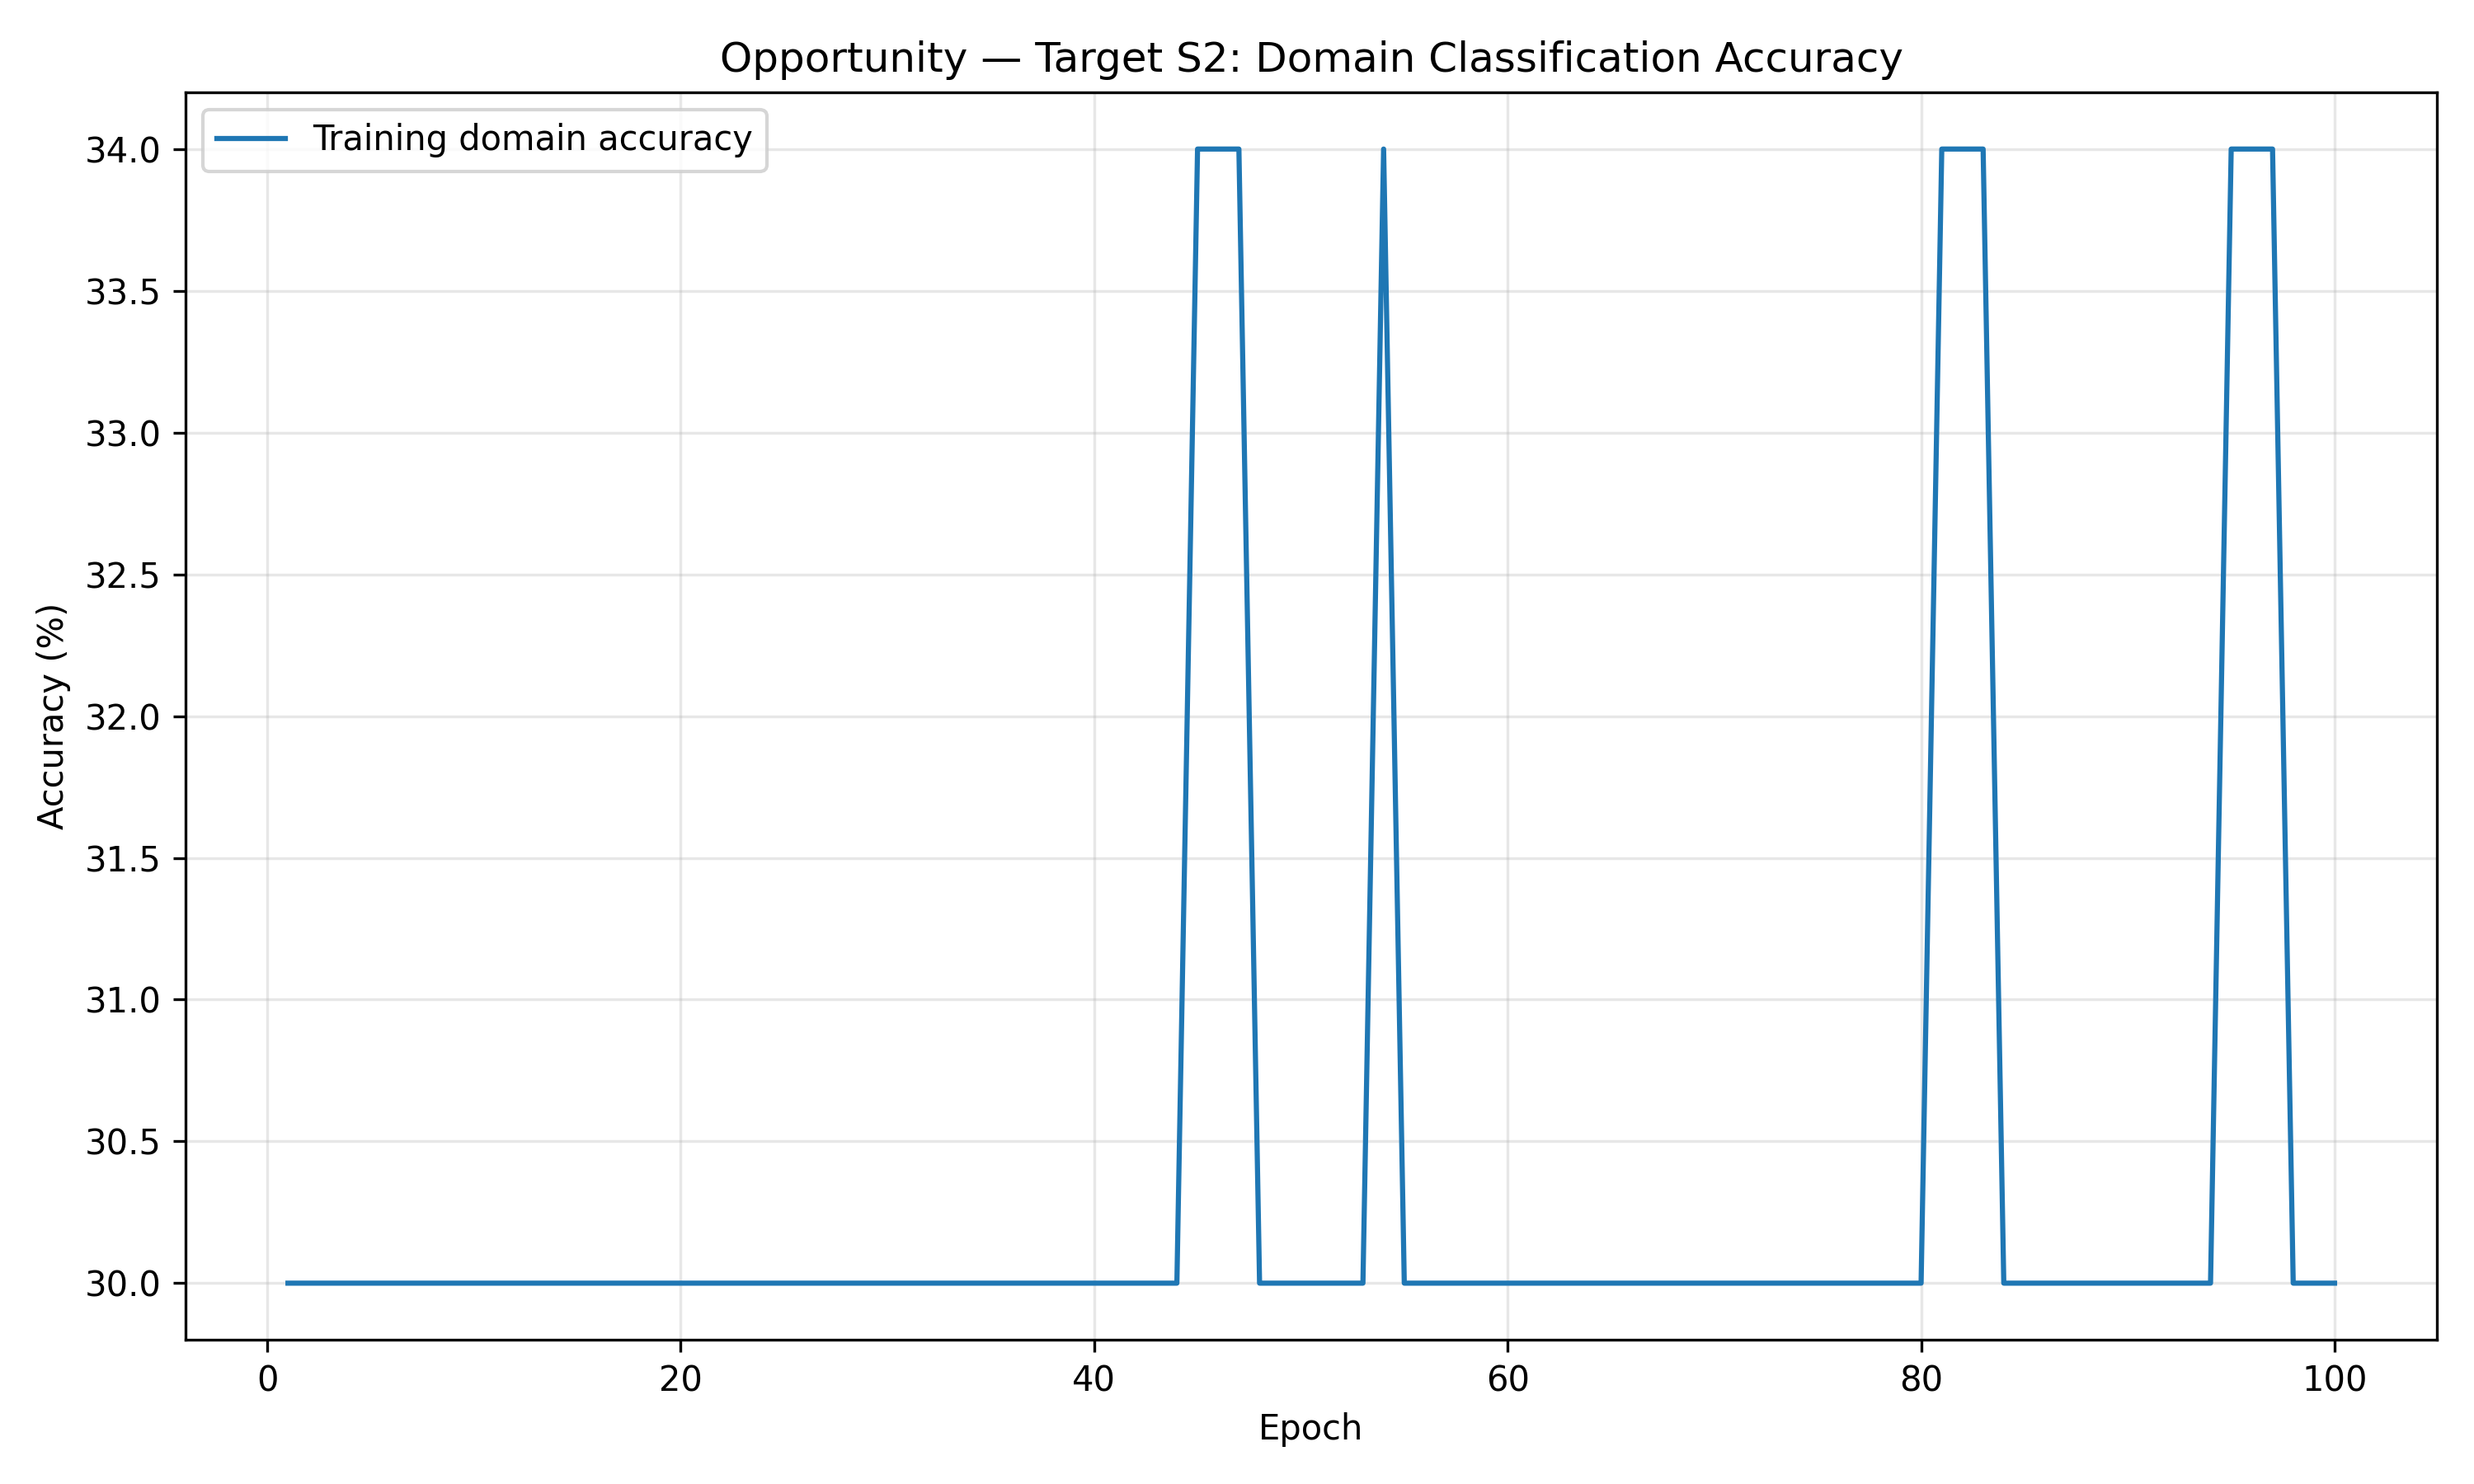 Opportunity — Target S2: Domain Classification Accuracy
Training domain accuracy
34.0
33.5
33.0
32.5
32.0
31.5
31.0
30.5
30.0
Accuracy (%)
0 20 40 60 80 100
Epoch